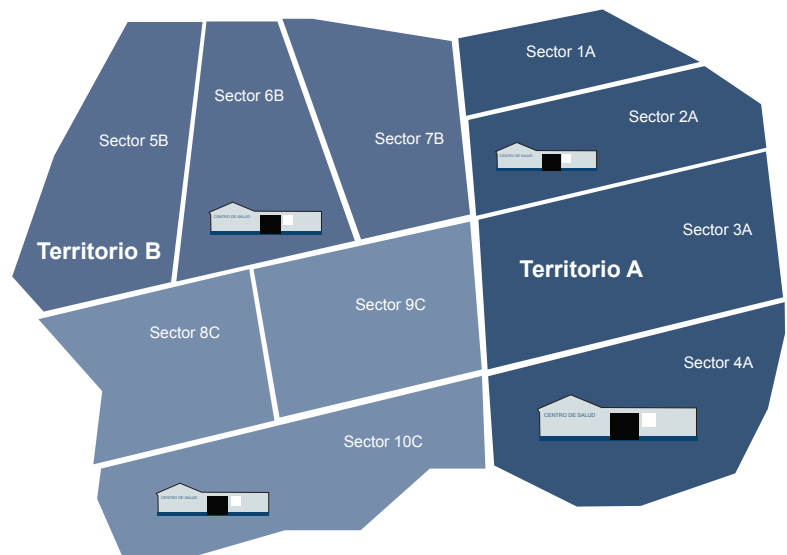 Sector 1A
Sector 6B
Sector 2A
Sector 5B
Sector 7B
CENTRO DE SALUD
CENTRO DE SALUD
Sector 3A
Territorio B
Territorio A
Sector 9C
Sector 8C
Sector 4A
CENTRO DE SALUD
Sector 10C
CENTRO DE SALUD